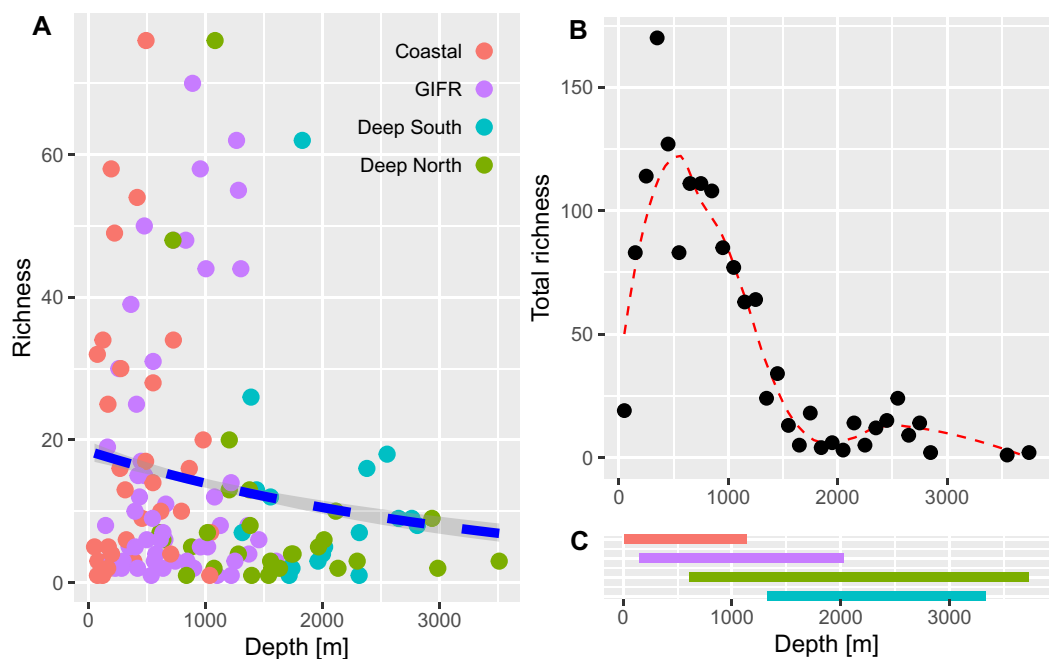 A
Coastal
GIFR
Deep South
Deep North
Richness
60
40
20
0
0 1000 2000 3000
Depth [m]
B
Total richness
150
100
50
0
0 1000 2000 3000
C
0 1000 2000 3000
Depth [m]